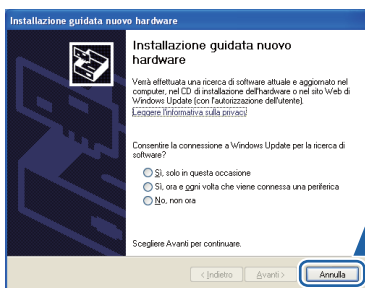 Installazione guidata nuovo hardware
Installazione guidata nuovo
hardware
Verrà effettuata una ricerca di software attuale e aggiornato nel
computer, nel CD di installazione dell'hardware o nel sito Web di
Windows Update (con l'autorizzazione dell'utente).
Leggere l'informativa sulla privacy
Consentire la connessione a Windows Update per la ricerca di
software?
Sì, solo in questa occasione
Sì, ora e ogni volta che viene connessa una periferica
No, non ora
Scegliere Avanti per continuare.
< Indietro Avanti > Annulla